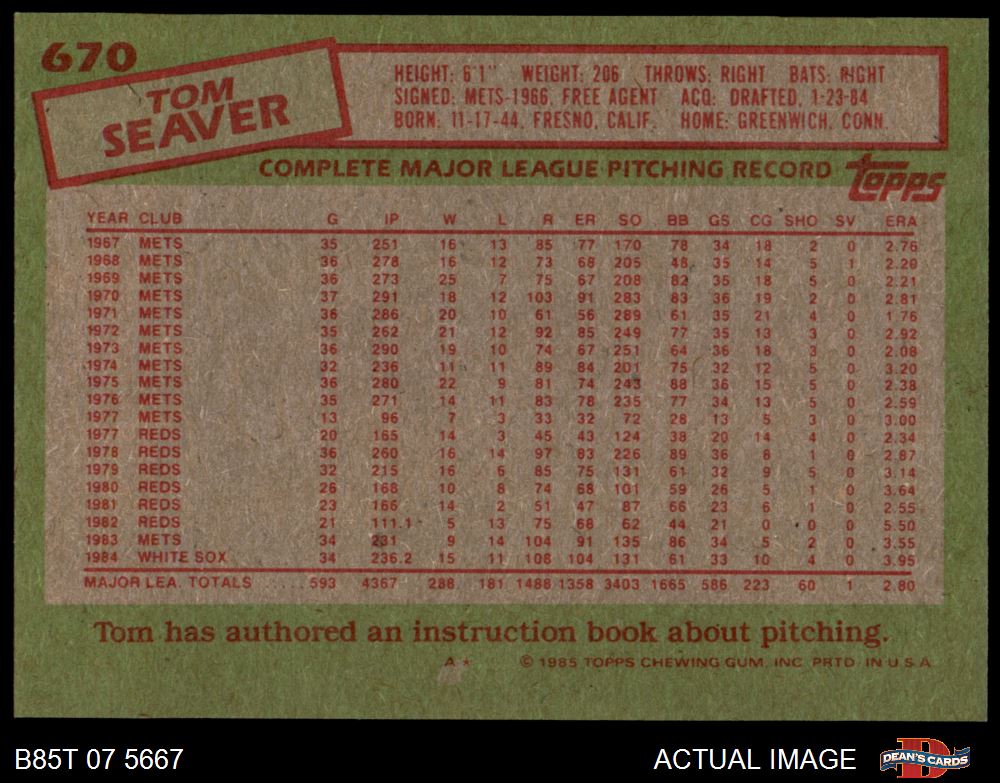 670
TOM
SEAVER
HEIGHT: 6'1" WEIGHT: 206 THROWS: RIGHT BATS: RIGHT
SIGNED: METS-1966, FREE AGENT ACQ: DRAFTED, 1-23-84
BORN: 11-17-44, FRESNO, CALIF. HOME: GREENWICH, CONN.
COMPLETE MAJOR LEAGUE PITCHING RECORD
Topps
YEAR CLUB G IP W L R ER SO BB GS CG SHO SV ERA
1967 METS 35 251 16 13 85 77 170 78 34 18 2 0 2.76
1968 METS 36 278 16 12 73 68 205 48 35 14 5 1 2.20
1969 METS 36 273 25 7 75 67 208 82 35 18 5 0 2.21
1970 METS 37 291 18 12 103 91 283 83 36 19 2 0 2.81
1971 METS 36 286 20 10 61 56 289 61 35 21 4 0 1.76
1972 METS 35 262 21 12 92 85 249 77 35 13 3 0 2.92
1973 METS 36 290 19 10 74 67 251 64 36 18 3 0 2.08
1974 METS 32 236 11 11 89 84 201 75 32 12 5 0 3.20
1975 METS 36 280 22 9 81 74 243 88 36 15 5 0 2.38
1976 METS 35 271 14 11 83 78 235 77 34 13 5 0 2.59
1977 METS 13 96 7 3 33 32 72 28 13 5 3 0 3.00
1977 REDS 20 165 14 3 45 43 124 38 20 14 4 0 2.34
1978 REDS 36 260 16 14 97 83 226 89 36 8 1 0 2.87
1979 REDS 32 215 16 6 85 75 131 61 32 9 5 0 3.14
1980 REDS 26 168 10 8 74 68 101 59 26 5 1 0 3.64
1981 REDS 23 166 14 2 51 47 87 66 23 6 1 0 2.55
1982 REDS 21 111.1 5 13 75 68 62 44 21 0 0 0 5.50
1983 METS 34 231 9 14 104 91 135 86 34 5 2 0 3.55
1984 WHITE SOX 34 236.2 15 11 108 104 131 61 33 10 4 0 3.95
MAJOR LEA. TOTALS ..... 593 4367 288 181 1488 1358 3403 1665 586 223 60 1 2.80
Tom has authored an instruction book about pitching.
A* © 1985 TOPPS CHEWING GUM, INC. PRTD. IN U.S.A.
B85T 07 5667
ACTUAL IMAGE
DEAN'S CARDS